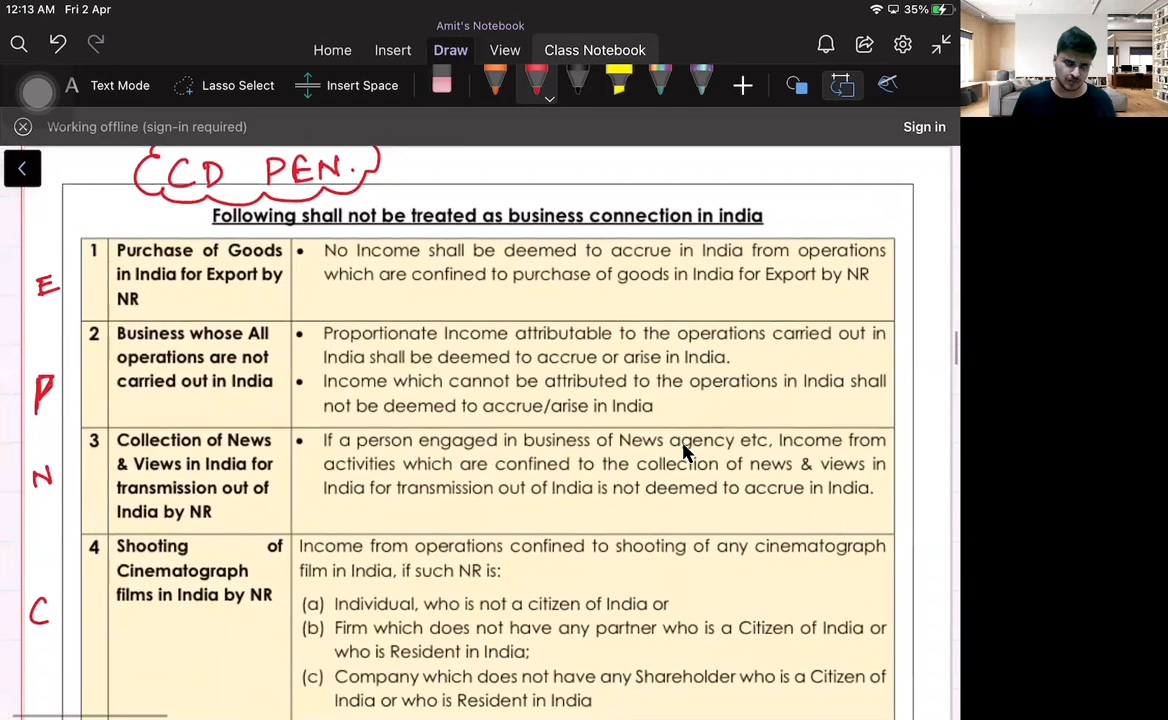 12:13 AM Fri 2 Apr
35%
Amit's Notebook
Home Insert Draw View Class Notebook
A Text Mode Lasso Select Insert Space
Working offline (sign-in required) Sign in
CD PEN.
Following shall not be treated as business connection in india
E
1 Purchase of Goods in India for Export by NR
• No Income shall be deemed to accrue in India from operations
which are confined to purchase of goods in India for Export by NR
P
2 Business whose All
operations are not
carried out in India
• Proportionate Income attributable to the operations carried out in
India shall be deemed to accrue or arise in India.
• Income which cannot be attributed to the operations in India shall
not be deemed to accrue/arise in India
N
3 Collection of News
& Views in India for
transmission out of
India by NR
• If a person engaged in business of News agency etc, Income from
activities which are confined to the collection of news & views in
India for transmission out of India is not deemed to accrue in India.
C
4 Shooting of
Cinematograph
films in India by NR
Income from operations confined to shooting of any cinematograph
film in India, if such NR is:
(a) Individual, who is not a citizen of India or
(b) Firm which does not have any partner who is a Citizen of India or
who is Resident in India;
(c) Company which does not have any Shareholder who is a Citizen of
India or who is Resident in India